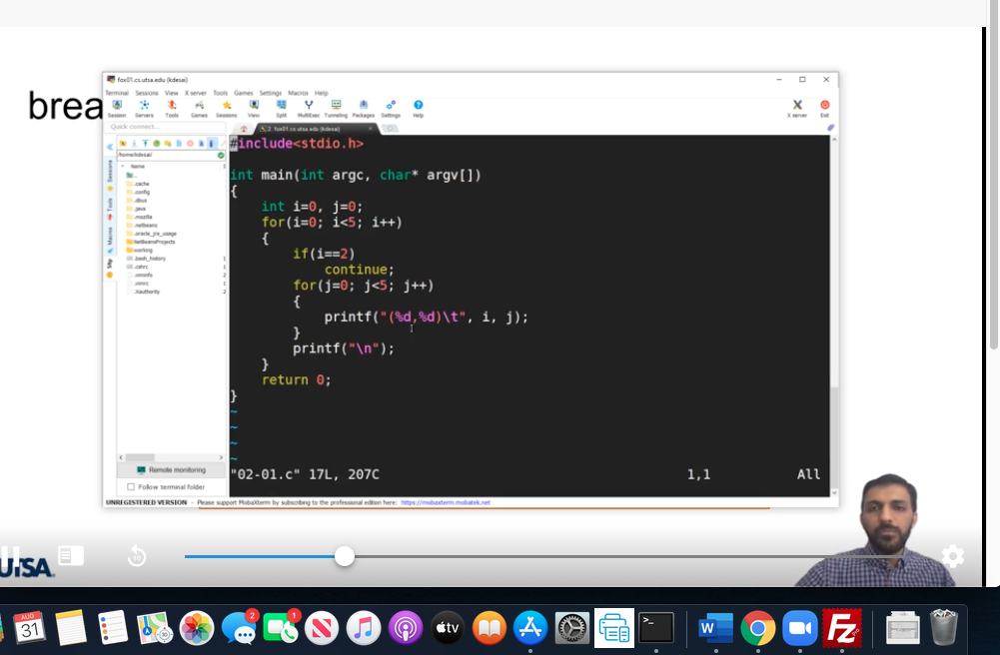 brea
fox01.cs.utsa.edu (kdesai)
Terminal Sessions View X server Tools Games Settings Macros Help
Session Servers Tools Games Sessions View Split MultiExec Tunneling Packages Settings Help X server Exit
Quick connect...
2. fox01.cs.utsa.edu (kdesai)
/home/kdesai/
Name
..
.cache
.config
.dbus
.java
.mozilla
.netbeans
.oracle_jre_usage
NetBeansProjects
working
.bash_history 1
.cshrc 1
.viminfo 2
.vimrc 1
.Xauthority 2
Sessions
Tools
Macros
Sftp
#include<stdio.h>
int main(int argc, char* argv[])
{
int i=0, j=0;
for(i=0; i<5; i++)
{
if(i==2)
continue;
for(j=0; j<5; j++)
{
printf("(%d,%d)\t", i, j);
}
printf("\n");
}
return 0;
}
~
~
~
~
"02-01.c" 17L, 207C 1,1 All
Remote monitoring
Follow terminal folder
UNREGISTERED VERSION - Please support MobaXterm by subscribing to the professional edition here: https://mobaxterm.mobatek.net
10
UTSA.
AUG
31
2
1
tv
W
Fz